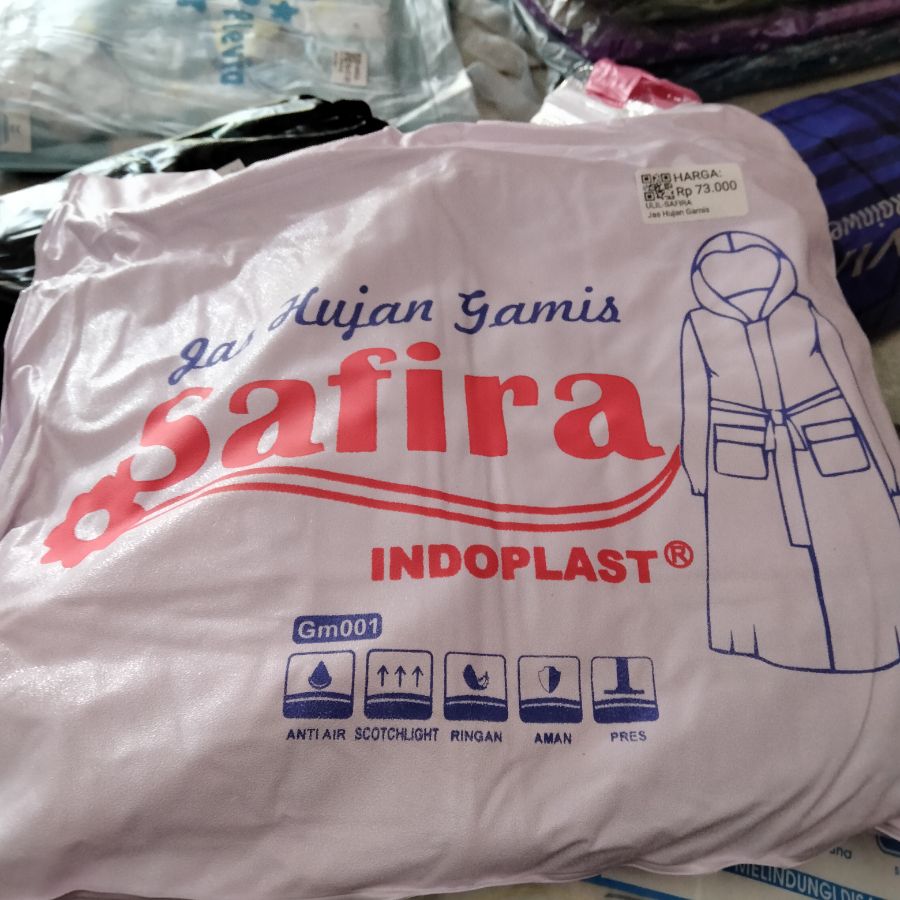 HARGA:
Rp 73.000
ULIL-SAFIRA
Jas Hujan Gamis
Jas Hujan Gamis
Safira
INDOPLAST®
Gm001
ANTI AIR SCOTCHLIGHT RINGAN AMAN PRES
MELINDUNGI